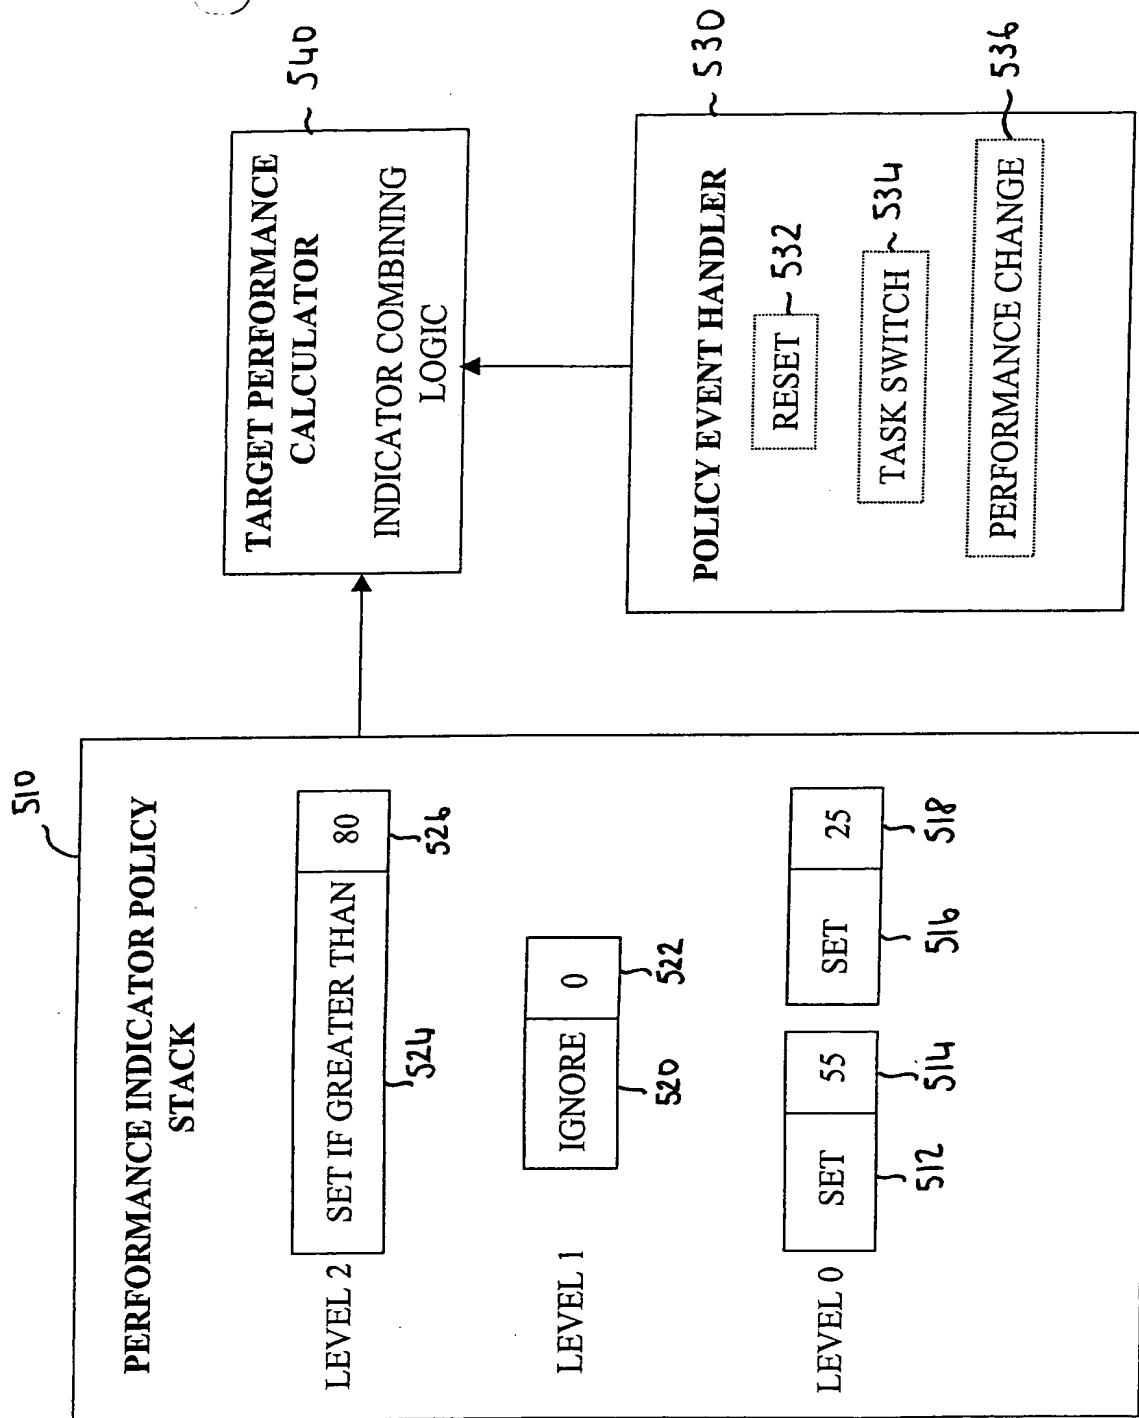 510
PERFORMANCE INDICATOR POLICY
STACK
LEVEL 2
SET IF GREATER THAN
80
524
526
LEVEL 1
IGNORE
0
520
522
LEVEL 0
SET
55
SET
25
512
514
516
518
540
TARGET PERFORMANCE
CALCULATOR
INDICATOR COMBINING
LOGIC
530
POLICY EVENT HANDLER
RESET
532
TASK SWITCH
534
PERFORMANCE CHANGE
536